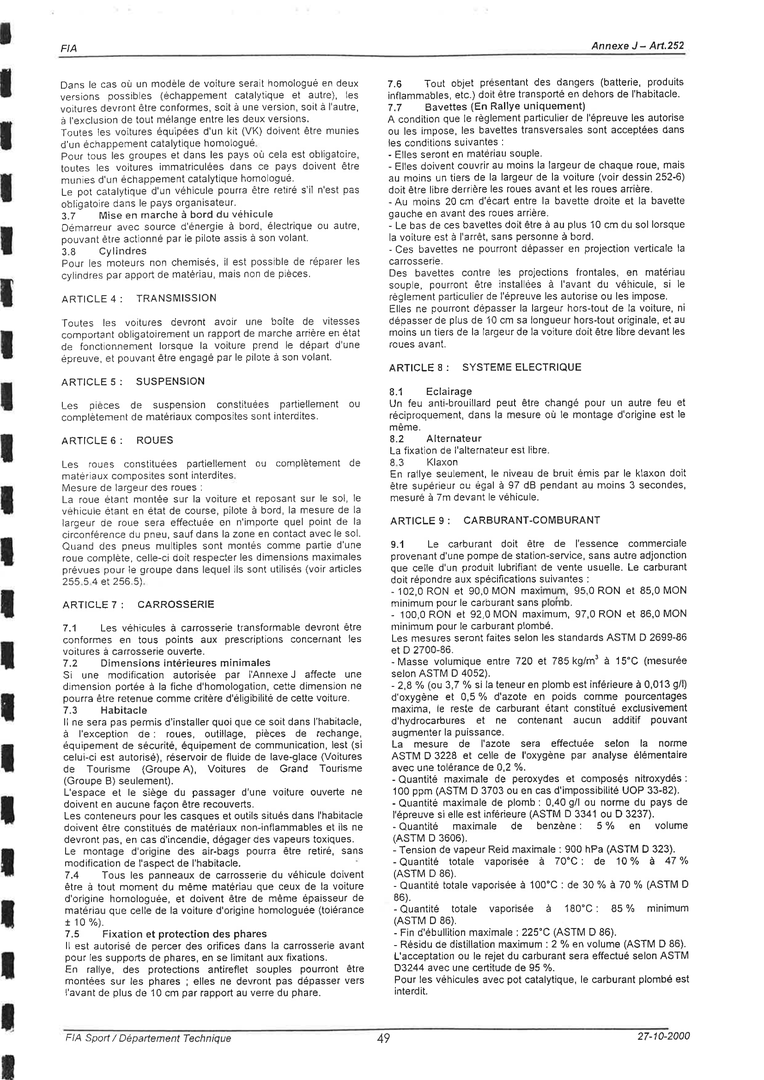 FIA
Annexe J – Art.252
Dans le cas où un modèle de voiture serait homologué en deux
versions possibles (échappement catalytique et autre), les
voitures devront être conformes, soit à une version, soit à l'autre,
à l'exclusion de tout mélange entre les deux versions.
Toutes les voitures équipées d'un kit (VK) doivent être munies
d'un échappement catalytique homologué.
Pour tous les groupes et dans les pays où cela est obligatoire,
toutes les voitures immatriculées dans ce pays doivent être
munies d'un échappement catalytique homologué.
Le pot catalytique d'un véhicule pourra être retiré s'il n'est pas
obligatoire dans le pays organisateur.
3.7 Mise en marche à bord du véhicule
Démarreur avec source d'énergie à bord, électrique ou autre,
pouvant être actionné par le pilote assis à son volant.
3.8 Cylindres
Pour les moteurs non chemisés, il est possible de réparer les
cylindres par apport de matériau, mais non de pièces.
ARTICLE 4 : TRANSMISSION
Toutes les voitures devront avoir une boîte de vitesses
comportant obligatoirement un rapport de marche arrière en état
de fonctionnement lorsque la voiture prend le départ d'une
épreuve, et pouvant être engagé par le pilote à son volant.
ARTICLE 5 : SUSPENSION
Les pièces de suspension constituées partiellement ou
complètement de matériaux composites sont interdites.
ARTICLE 6 : ROUES
Les roues constituées partiellement ou complètement de
matériaux composites sont interdites.
Mesure de largeur des roues :
La roue étant montée sur la voiture et reposant sur le sol, le
véhicule étant en état de course, pilote à bord, la mesure de la
largeur de roue sera effectuée en n'importe quel point de la
circonférence du pneu, sauf dans la zone en contact avec le sol.
Quand des pneus multiples sont montés comme partie d'une
roue complète, celle-ci doit respecter les dimensions maximales
prévues pour le groupe dans lequel ils sont utilisés (voir articles
255.5.4 et 256.5).
ARTICLE 7 : CARROSSERIE
7.1 Les véhicules à carrosserie transformable devront être
conformes en tous points aux prescriptions concernant les
voitures à carrosserie ouverte.
7.2 Dimensions intérieures minimales
Si une modification autorisée par l'Annexe J affecte une
dimension portée à la fiche d'homologation, cette dimension ne
pourra être retenue comme critère d'éligibilité de cette voiture.
7.3 Habitacle
Il ne sera pas permis d'installer quoi que ce soit dans l'habitacle,
à l'exception de : roues, outillage, pièces de rechange,
équipement de sécurité, équipement de communication, lest (si
celui-ci est autorisé), réservoir de fluide de lave-glace (Voitures
de Tourisme (Groupe A), Voitures de Grand Tourisme
(Groupe B) seulement).
L'espace et le siège du passager d'une voiture ouverte ne
doivent en aucune façon être recouverts.
Les conteneurs pour les casques et outils situés dans l'habitacle
doivent être constitués de matériaux non-inflammables et ils ne
devront pas, en cas d'incendie, dégager des vapeurs toxiques.
Le montage d'origine des air-bags pourra être retiré, sans
modification de l'aspect de l'habitacle.
7.4 Tous les panneaux de carrosserie du véhicule doivent
être à tout moment du même matériau que ceux de la voiture
d'origine homologuée, et doivent être de même épaisseur de
matériau que celle de la voiture d'origine homologuée (tolérance
± 10 %).
7.5 Fixation et protection des phares
Il est autorisé de percer des orifices dans la carrosserie avant
pour les supports de phares, en se limitant aux fixations.
En rallye, des protections antireflet souples pourront être
montées sur les phares ; elles ne devront pas dépasser vers
l'avant de plus de 10 cm par rapport au verre du phare.
7.6 Tout objet présentant des dangers (batterie, produits
inflammables, etc.) doit être transporté en dehors de l'habitacle.
7.7 Bavettes (En Rallye uniquement)
A condition que le règlement particulier de l'épreuve les autorise
ou les impose, les bavettes transversales sont acceptées dans
les conditions suivantes :
- Elles seront en matériau souple.
- Elles doivent couvrir au moins la largeur de chaque roue, mais
au moins un tiers de la largeur de la voiture (voir dessin 252-6)
doit être libre derrière les roues avant et les roues arrière.
- Au moins 20 cm d'écart entre la bavette droite et la bavette
gauche en avant des roues arrière.
- Le bas de ces bavettes doit être à au plus 10 cm du sol lorsque
la voiture est à l'arrêt, sans personne à bord.
- Ces bavettes ne pourront dépasser en projection verticale la
carrosserie.
Des bavettes contre les projections frontales, en matériau
souple, pourront être installées à l'avant du véhicule, si le
règlement particulier de l'épreuve les autorise ou les impose.
Elles ne pourront dépasser la largeur hors-tout de la voiture, ni
dépasser de plus de 10 cm sa longueur hors-tout originale, et au
moins un tiers de la largeur de la voiture doit être libre devant les
roues avant.
ARTICLE 8 : SYSTEME ELECTRIQUE
8.1 Eclairage
Un feu anti-brouillard peut être changé pour un autre feu et
réciproquement, dans la mesure où le montage d'origine est le
même.
8.2 Alternateur
La fixation de l'alternateur est libre.
8.3 Klaxon
En rallye seulement, le niveau de bruit émis par le klaxon doit
être supérieur ou égal à 97 dB pendant au moins 3 secondes,
mesuré à 7m devant le véhicule.
ARTICLE 9 : CARBURANT-COMBURANT
9.1 Le carburant doit être de l'essence commerciale
provenant d'une pompe de station-service, sans autre adjonction
que celle d'un produit lubrifiant de vente usuelle. Le carburant
doit répondre aux spécifications suivantes :
- 102,0 RON et 90,0 MON maximum, 95,0 RON et 85,0 MON
minimum pour le carburant sans plomb.
- 100,0 RON et 92,0 MON maximum, 97,0 RON et 86,0 MON
minimum pour le carburant plombé.
Les mesures seront faites selon les standards ASTM D 2699-86
et D 2700-86.
- Masse volumique entre 720 et 785 kg/m³ à 15°C (mesurée
selon ASTM D 4052).
- 2,8 % (ou 3,7 % si la teneur en plomb est inférieure à 0,013 g/l)
d'oxygène et 0,5 % d'azote en poids comme pourcentages
maxima, le reste de carburant étant constitué exclusivement
d'hydrocarbures et ne contenant aucun additif pouvant
augmenter la puissance.
La mesure de l'azote sera effectuée selon la norme
ASTM D 3228 et celle de l'oxygène par analyse élémentaire
avec une tolérance de 0,2 %.
- Quantité maximale de peroxydes et composés nitroxydés :
100 ppm (ASTM D 3703 ou en cas d'impossibilité UOP 33-82).
- Quantité maximale de plomb : 0,40 g/l ou norme du pays de
l'épreuve si elle est inférieure (ASTM D 3341 ou D 3237).
- Quantité maximale de benzène : 5 % en volume
(ASTM D 3606).
- Tension de vapeur Reid maximale : 900 hPa (ASTM D 323).
- Quantité totale vaporisée à 70°C : de 10 % à 47 %
(ASTM D 86).
- Quantité totale vaporisée à 100°C : de 30 % à 70 % (ASTM D
86).
- Quantité totale vaporisée à 180°C : 85 % minimum
(ASTM D 86).
- Fin d'ébullition maximale : 225°C (ASTM D 86).
- Résidu de distillation maximum : 2 % en volume (ASTM D 86).
L'acceptation ou le rejet du carburant sera effectué selon ASTM
D3244 avec une certitude de 95 %.
Pour les véhicules avec pot catalytique, le carburant plombé est
interdit.
FIA Sport / Département Technique
49
27-10-2000